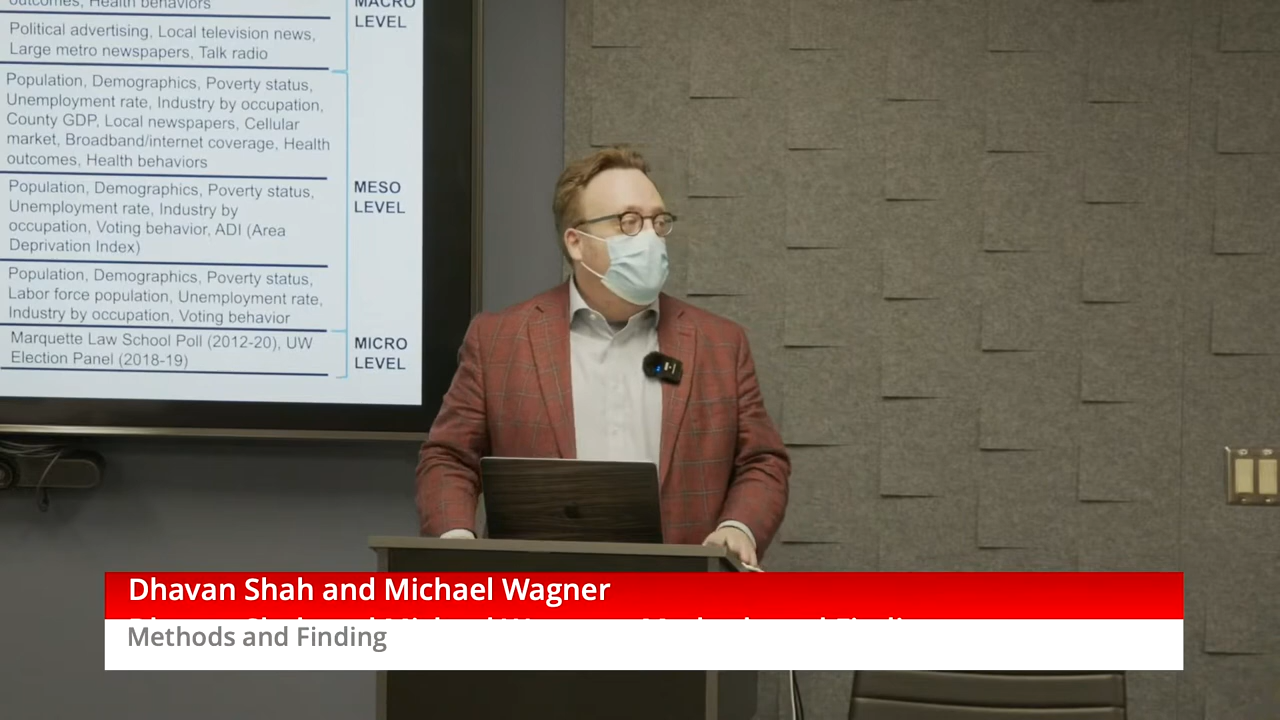 outcomes, Health behaviors
MACRO
LEVEL
Political advertising, Local television news,
Large metro newspapers, Talk radio
Population, Demographics, Poverty status,
Unemployment rate, Industry by occupation,
County GDP, Local newspapers, Cellular
market, Broadband/internet coverage, Health
outcomes, Health behaviors
MESO
LEVEL
Population, Demographics, Poverty status,
Unemployment rate, Industry by
occupation, Voting behavior, ADI (Area
Deprivation Index)
Population, Demographics, Poverty status,
Labor force population, Unemployment rate,
Industry by occupation, Voting behavior
Marquette Law School Poll (2012-20), UW
Election Panel (2018-19)
MICRO
LEVEL
Dhavan Shah and Michael Wagner
Methods and Finding